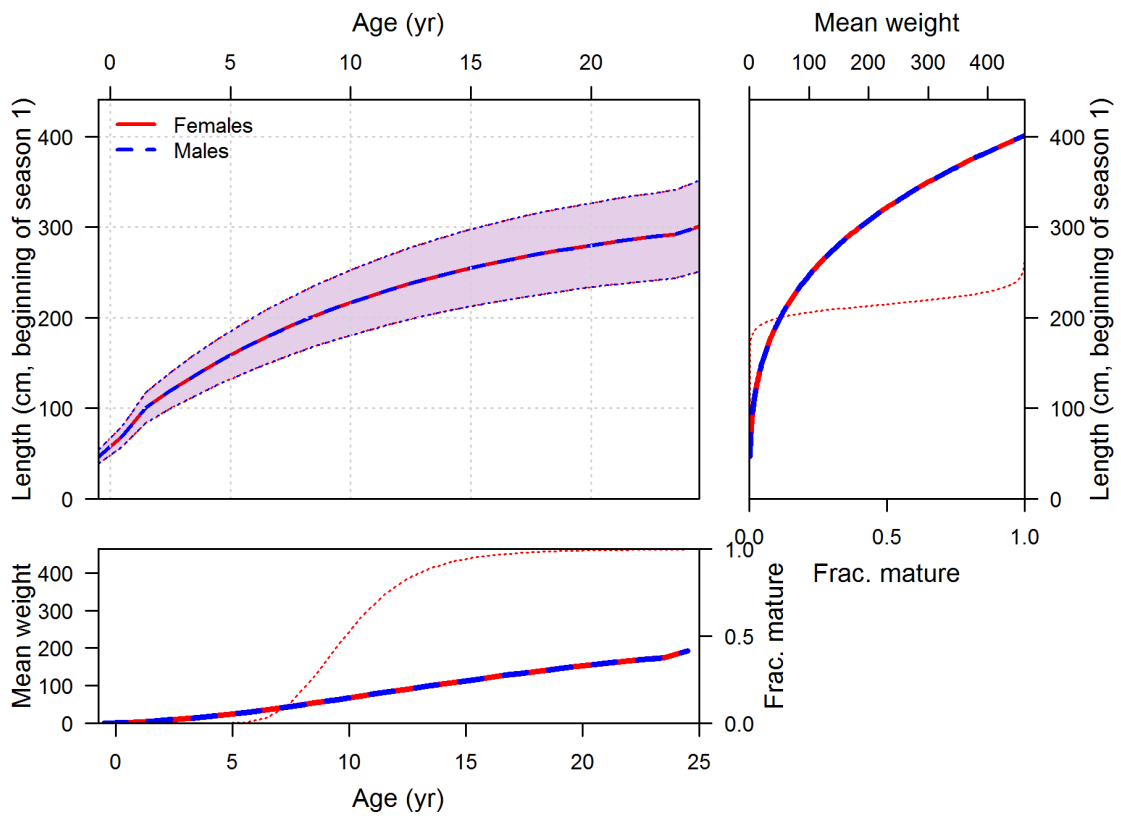 Age (yr)
0 5 10 15 20
Mean weight
0 100 200 300 400
Length (cm, beginning of season 1)
400
300
200
100
0
Females
Males
400
300
200
100
0
Length (cm, beginning of season 1)
0.0 0.5 1.0
Frac. mature
Mean weight
400
300
200
100
0
1.0
0.5
0.0
Frac. mature
0 5 10 15 20 25
Age (yr)